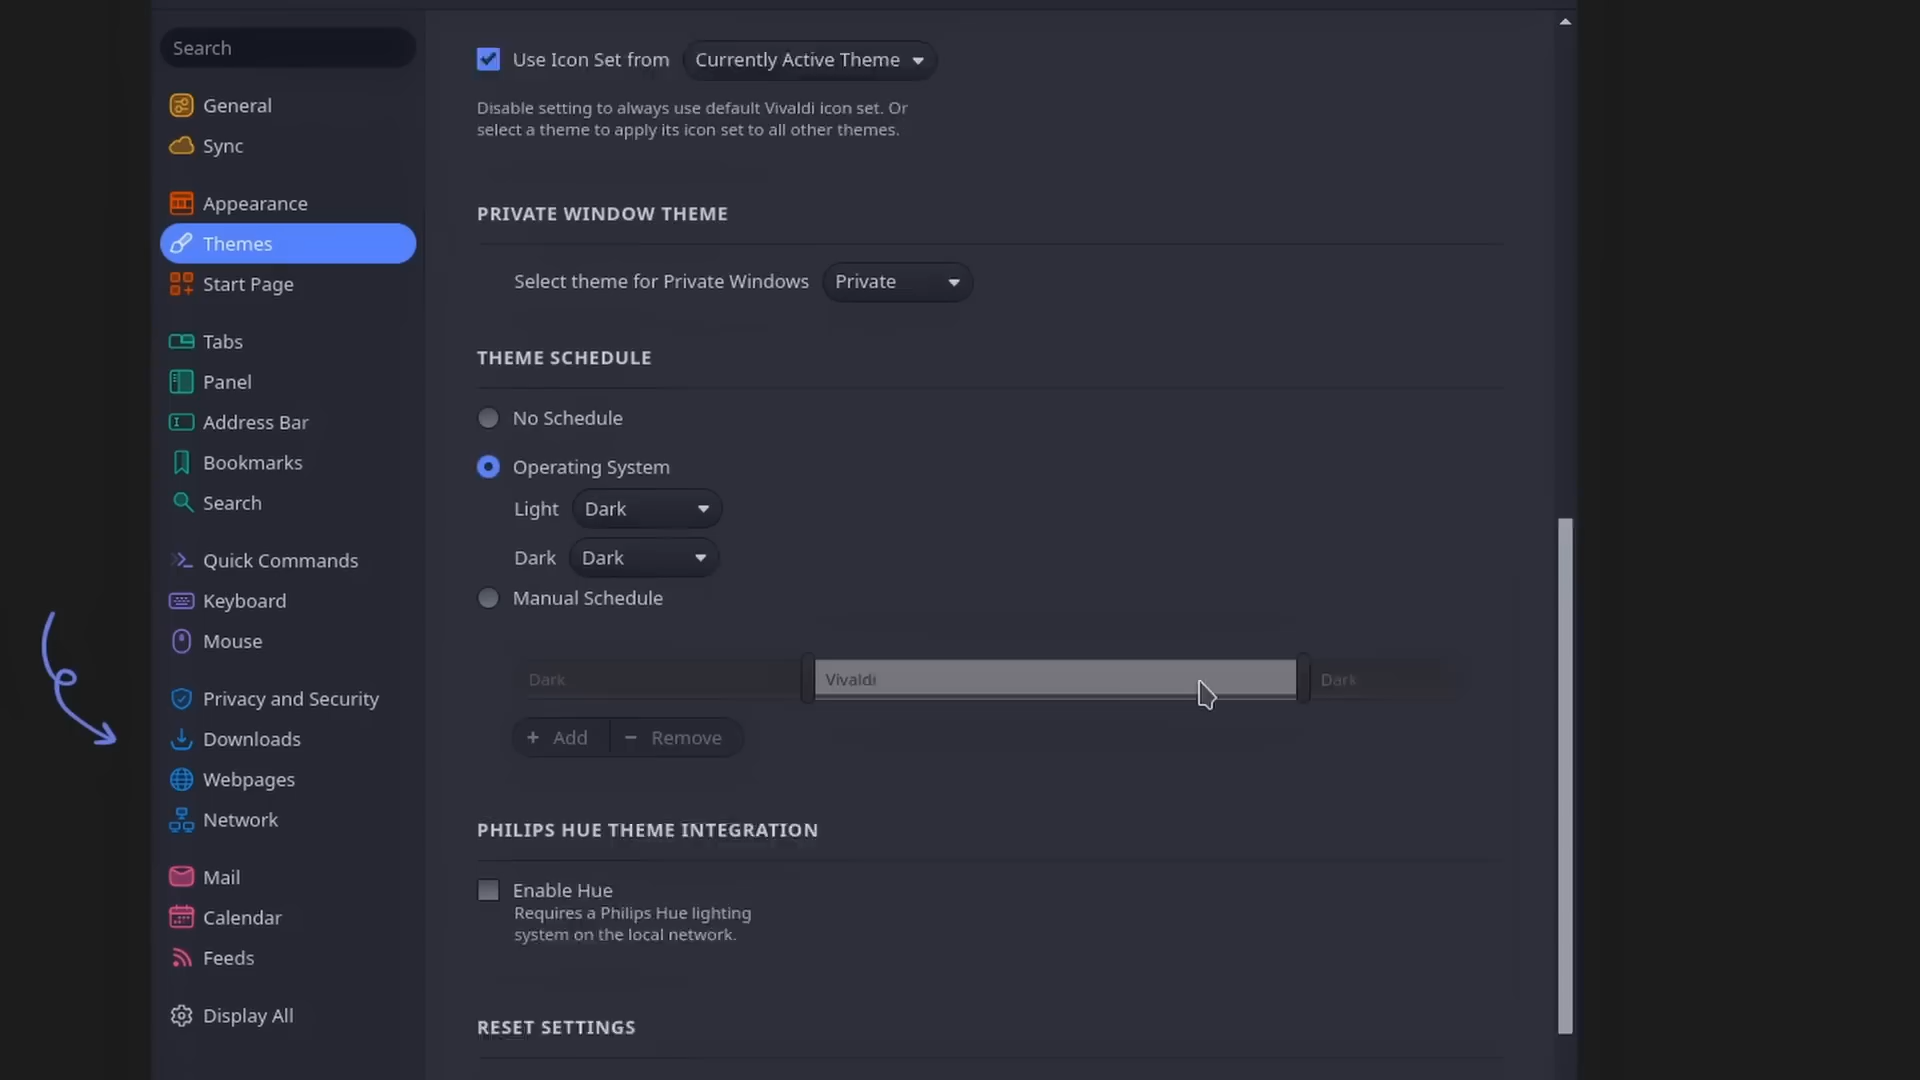 Search
General
Sync
Appearance
Themes
Start Page
Tabs
Panel
Address Bar
Bookmarks
Search
Quick Commands
Keyboard
Mouse
Privacy and Security
Downloads
Webpages
Network
Mail
Calendar
Feeds
Display All
Use Icon Set from Currently Active Theme
Disable setting to always use default Vivaldi icon set. Or
select a theme to apply its icon set to all other themes.
PRIVATE WINDOW THEME
Select theme for Private Windows Private
THEME SCHEDULE
No Schedule
Operating System
Light Dark
Dark Dark
Manual Schedule
Dark Vivaldi Dark
+ Add − Remove
PHILIPS HUE THEME INTEGRATION
Enable Hue
Requires a Philips Hue lighting
system on the local network.
RESET SETTINGS